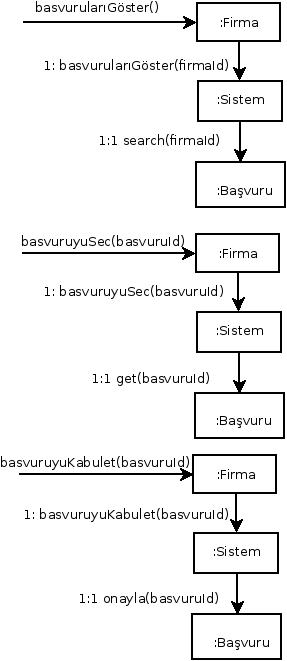 basvurularıGöster()
:Firma
1: basvurularıGöster(firmaId)
:Sistem
1:1 search(firmaId)
:Başvuru
basvuruyuSec(basvuruId)
:Firma
1: basvuruyuSec(basvuruId)
:Sistem
1:1 get(basvuruId)
:Başvuru
basvuruyuKabulet(basvuruId)
:Firma
1: basvuruyuKabulet(basvuruId)
:Sistem
1:1 onayla(basvuruId)
:Başvuru